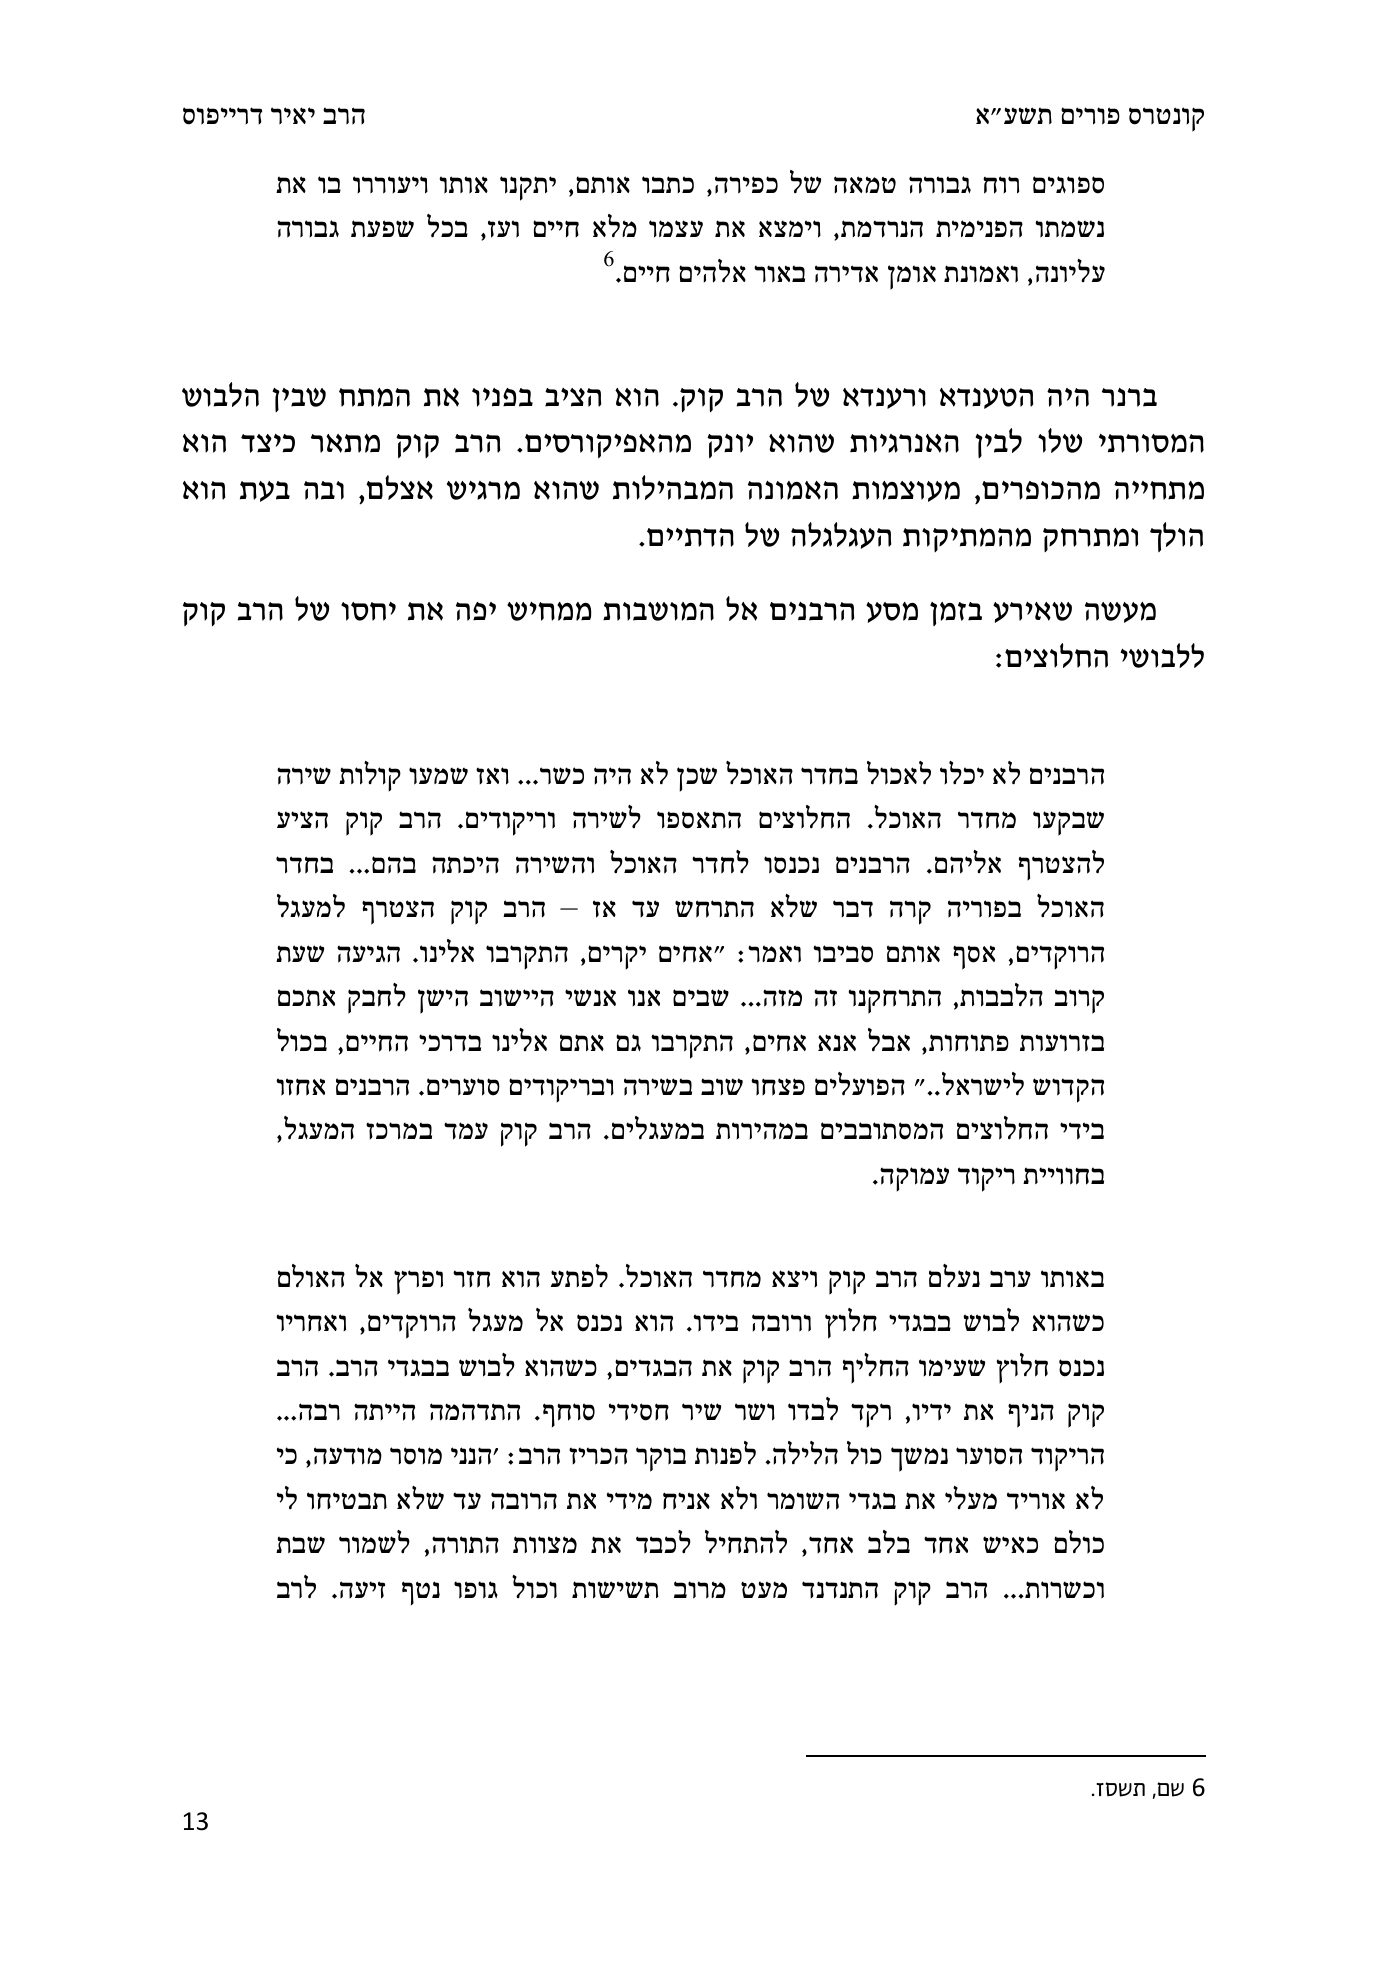 קונטרס פורים תשע״א הרב יאיר דרייפוס
ספוגים רוח גבורה טמאה של כפירה, כתבו אותם, יתקנו אותו ויעוררו בו את
נשמתו הפנימית הנרדמת, וימצא את עצמו מלא חיים ועז, בכל שפעת גבורה
עליונה, ואמונת אומן אדירה באור אלהים חיים.6
ברנר היה הטענדא ורענדא של הרב קוק. הוא הציב בפניו את המתח שבין הלבוש
המסורתי שלו לבין האנרגיות שהוא יונק מהאפיקורסים. הרב קוק מתאר כיצד הוא
מתחייה מהכופרים, מעוצמות האמונה המבהילות שהוא מרגיש אצלם, ובה בעת הוא
הולך ומתרחק מהמתיקות העגלגלה של הדתיים.
מעשה שאירע בזמן מסע הרבנים אל המושבות ממחיש יפה את יחסו של הרב קוק
ללבושי החלוצים:
הרבנים לא יכלו לאכול בחדר האוכל שכן לא היה כשר... ואז שמעו קולות שירה
שבקעו מחדר האוכל. החלוצים התאספו לשירה וריקודים. הרב קוק הציע
להצטרף אליהם. הרבנים נכנסו לחדר האוכל והשירה היכתה בהם... בחדר
האוכל בפוריה קרה דבר שלא התרחש עד אז – הרב קוק הצטרף למעגל
הרוקדים, אסף אותם סביבו ואמר: ״אחים יקרים, התקרבו אלינו. הגיעה שעת
קרוב הלבבות, התרחקנו זה מזה... שבים אנו אנשי היישוב הישן לחבק אתכם
בזרועות פתוחות, אבל אנא אחים, התקרבו גם אתם אלינו בדרכי החיים, בכול
הקדוש לישראל..״ הפועלים פצחו שוב בשירה ובריקודים סוערים. הרבנים אחזו
בידי החלוצים המסתובבים במהירות במעגלים. הרב קוק עמד במרכז המעגל,
בחוויית ריקוד עמוקה.
באותו ערב נעלם הרב קוק ויצא מחדר האוכל. לפתע הוא חזר ופרץ אל האולם
כשהוא לבוש בבגדי חלוץ ורובה בידו. הוא נכנס אל מעגל הרוקדים, ואחריו
נכנס חלוץ שעימו החליף הרב קוק את הבגדים, כשהוא לבוש בבגדי הרב. הרב
קוק הניף את ידיו, רקד לבדו ושר שיר חסידי סוחף. התדהמה הייתה רבה...
הריקוד הסוער נמשך כול הלילה. לפנות בוקר הכריז הרב: ׳הנני מוסר מודעה, כי
לא אוריד מעלי את בגדי השומר ולא אניח מידי את הרובה עד שלא תבטיחו לי
כולם כאיש אחד בלב אחד, להתחיל לכבד את מצוות התורה, לשמור שבת
וכשרות... הרב קוק התנדנד מעט מרוב תשישות וכול גופו נטף זיעה. לרב
6 שם, תשסז.
13